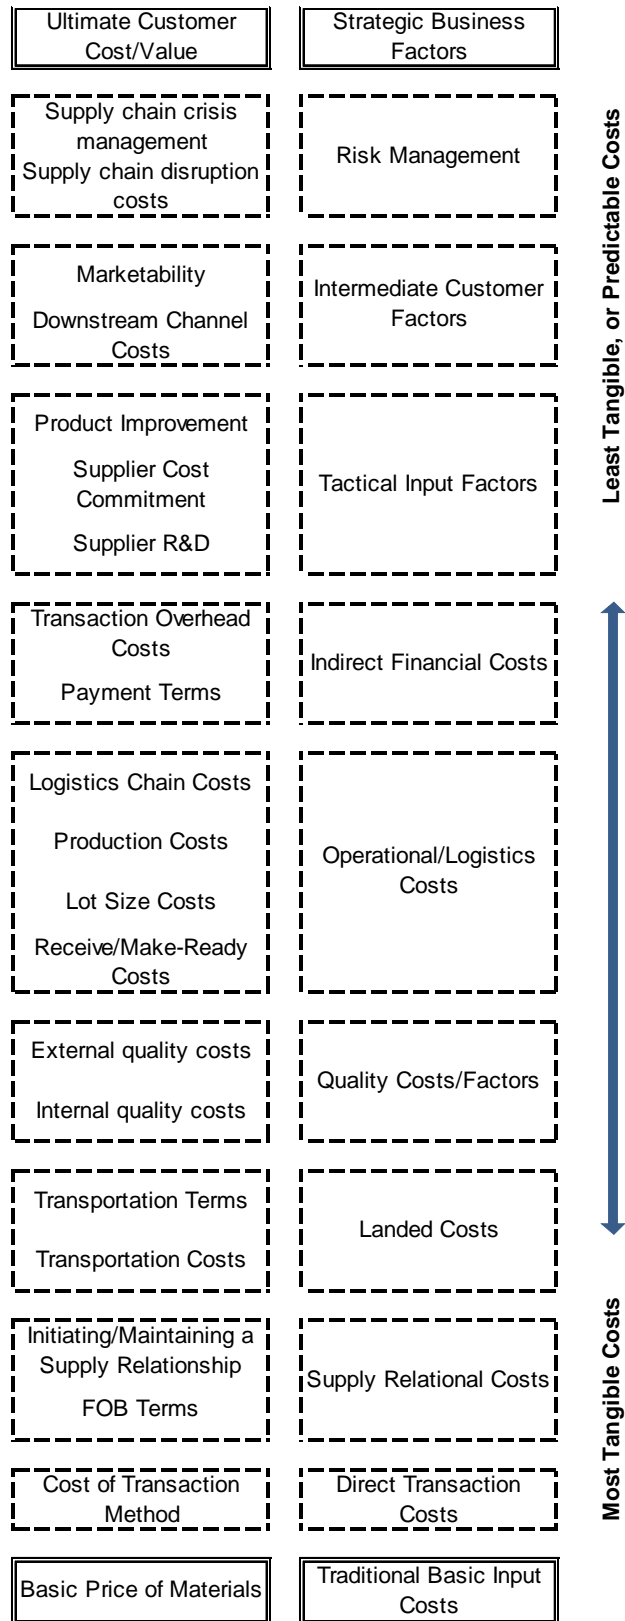 Ultimate Customer
Cost/Value
Strategic Business
Factors
Supply chain crisis
management
Supply chain disruption
costs
Risk Management
Marketability
Downstream Channel
Costs
Intermediate Customer
Factors
Product Improvement
Supplier Cost
Commitment
Supplier R&D
Tactical Input Factors
Transaction Overhead
Costs
Payment Terms
Indirect Financial Costs
Logistics Chain Costs
Production Costs
Lot Size Costs
Receive/Make-Ready
Costs
Operational/Logistics
Costs
External quality costs
Internal quality costs
Quality Costs/Factors
Transportation Terms
Transportation Costs
Landed Costs
Initiating/Maintaining a
Supply Relationship
FOB Terms
Supply Relational Costs
Cost of Transaction
Method
Direct Transaction
Costs
Basic Price of Materials
Traditional Basic Input
Costs
Least Tangible, or Predictable Costs
Most Tangible Costs